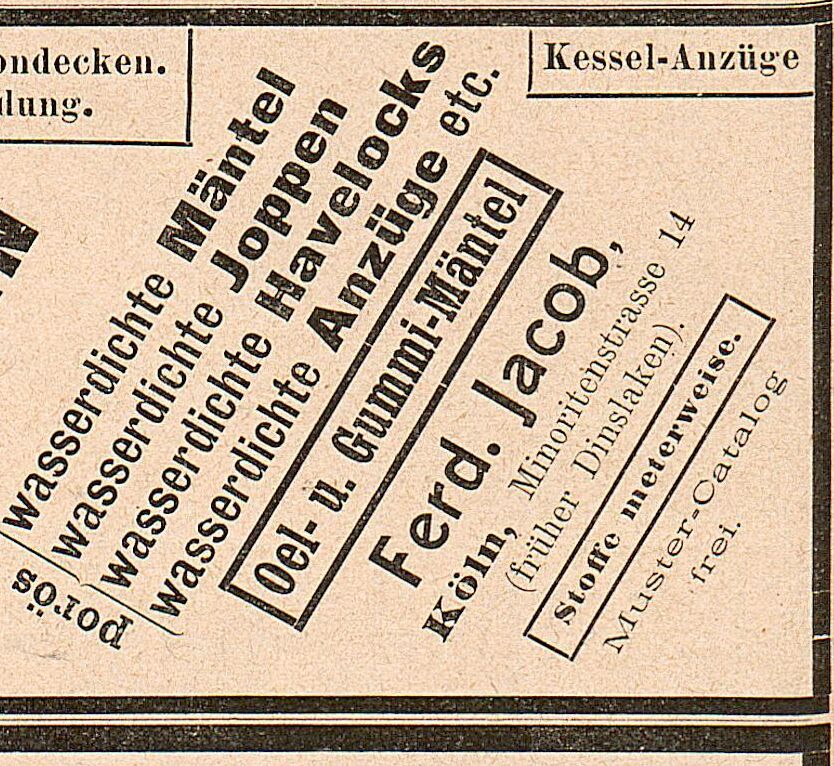 ondecken.
dung.
Kessel-Anzüge
N
porös
wasserdichte Mäntel
wasserdichte Joppen
wasserdichte Havelocks
wasserdichte Anzüge etc.
Oel- u. Gummi-Mäntel
Ferd. Jacob,
Köln, Minoritenstrasse 14
(früher Dinslaken).
Stoffe meterweise.
Muster-Catalog
frei.